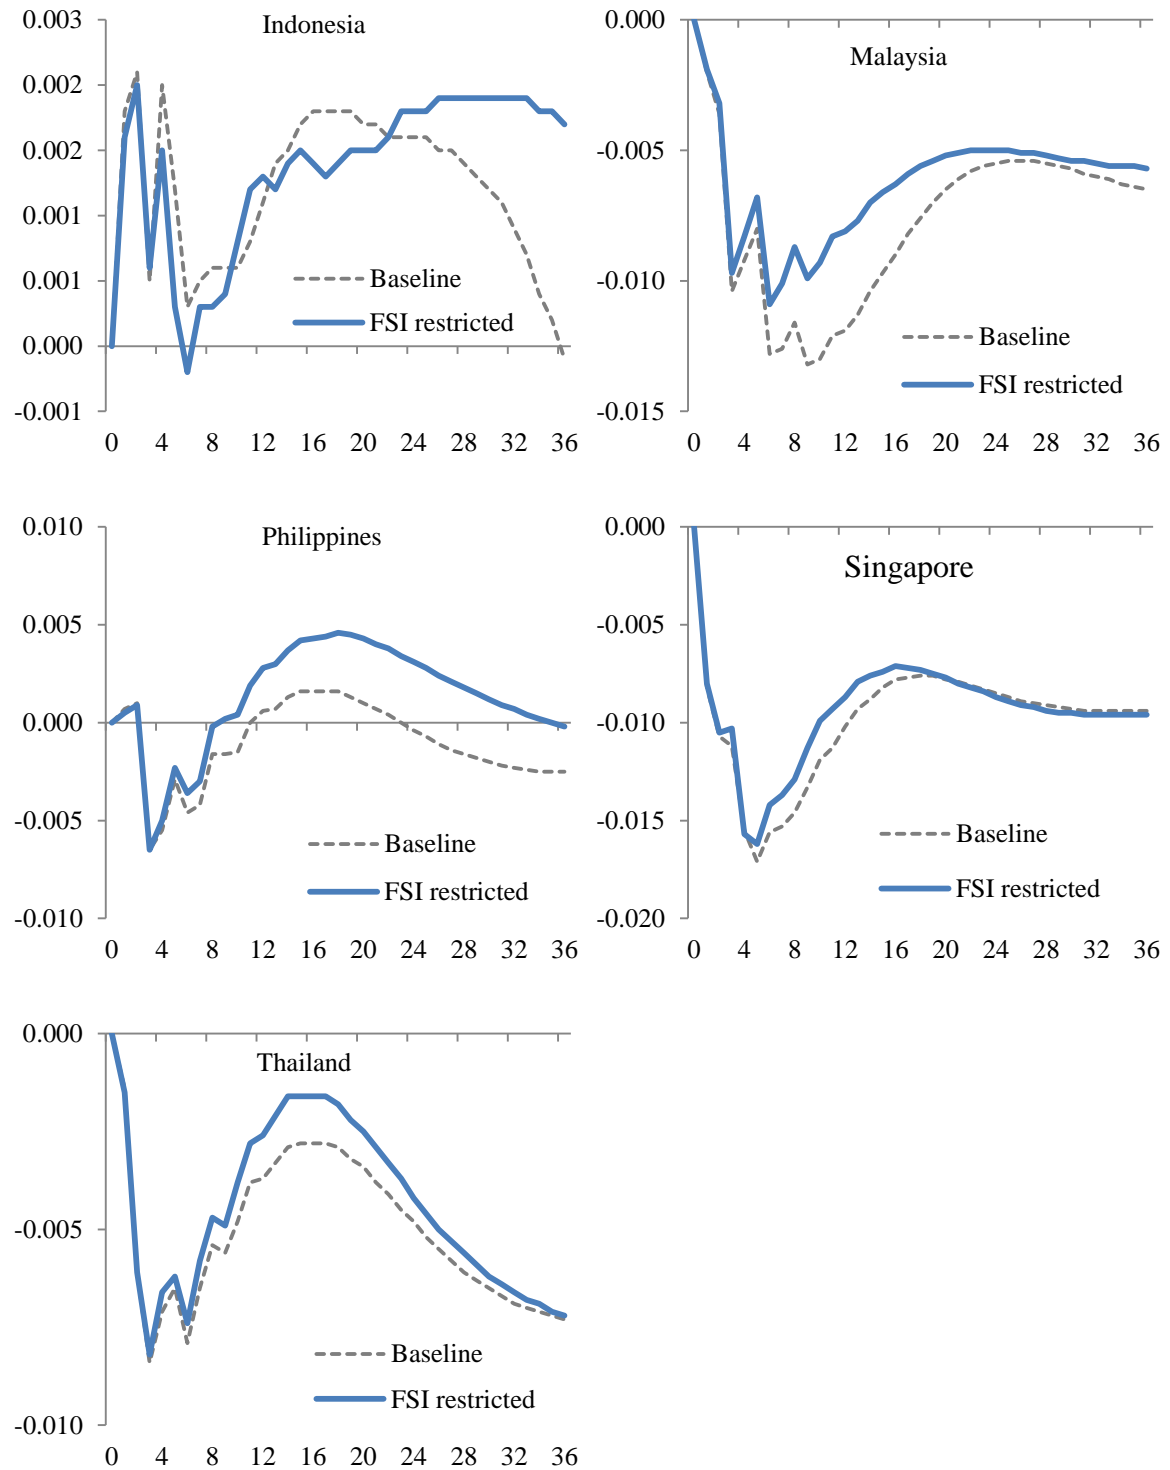 Indonesia
0.003
0.002
0.002
0.001
0.001
0.000
-0.001
Baseline
FSI restricted
0 4 8 12 16 20 24 28 32 36
Malaysia
0.000
-0.005
-0.010
-0.015
Baseline
FSI restricted
0 4 8 12 16 20 24 28 32 36
Philippines
0.010
0.005
0.000
-0.005
-0.010
Baseline
FSI restricted
0 4 8 12 16 20 24 28 32 36
Singapore
0.000
-0.005
-0.010
-0.015
-0.020
Baseline
FSI restricted
0 4 8 12 16 20 24 28 32 36
Thailand
0.000
-0.005
-0.010
Baseline
FSI restricted
0 4 8 12 16 20 24 28 32 36